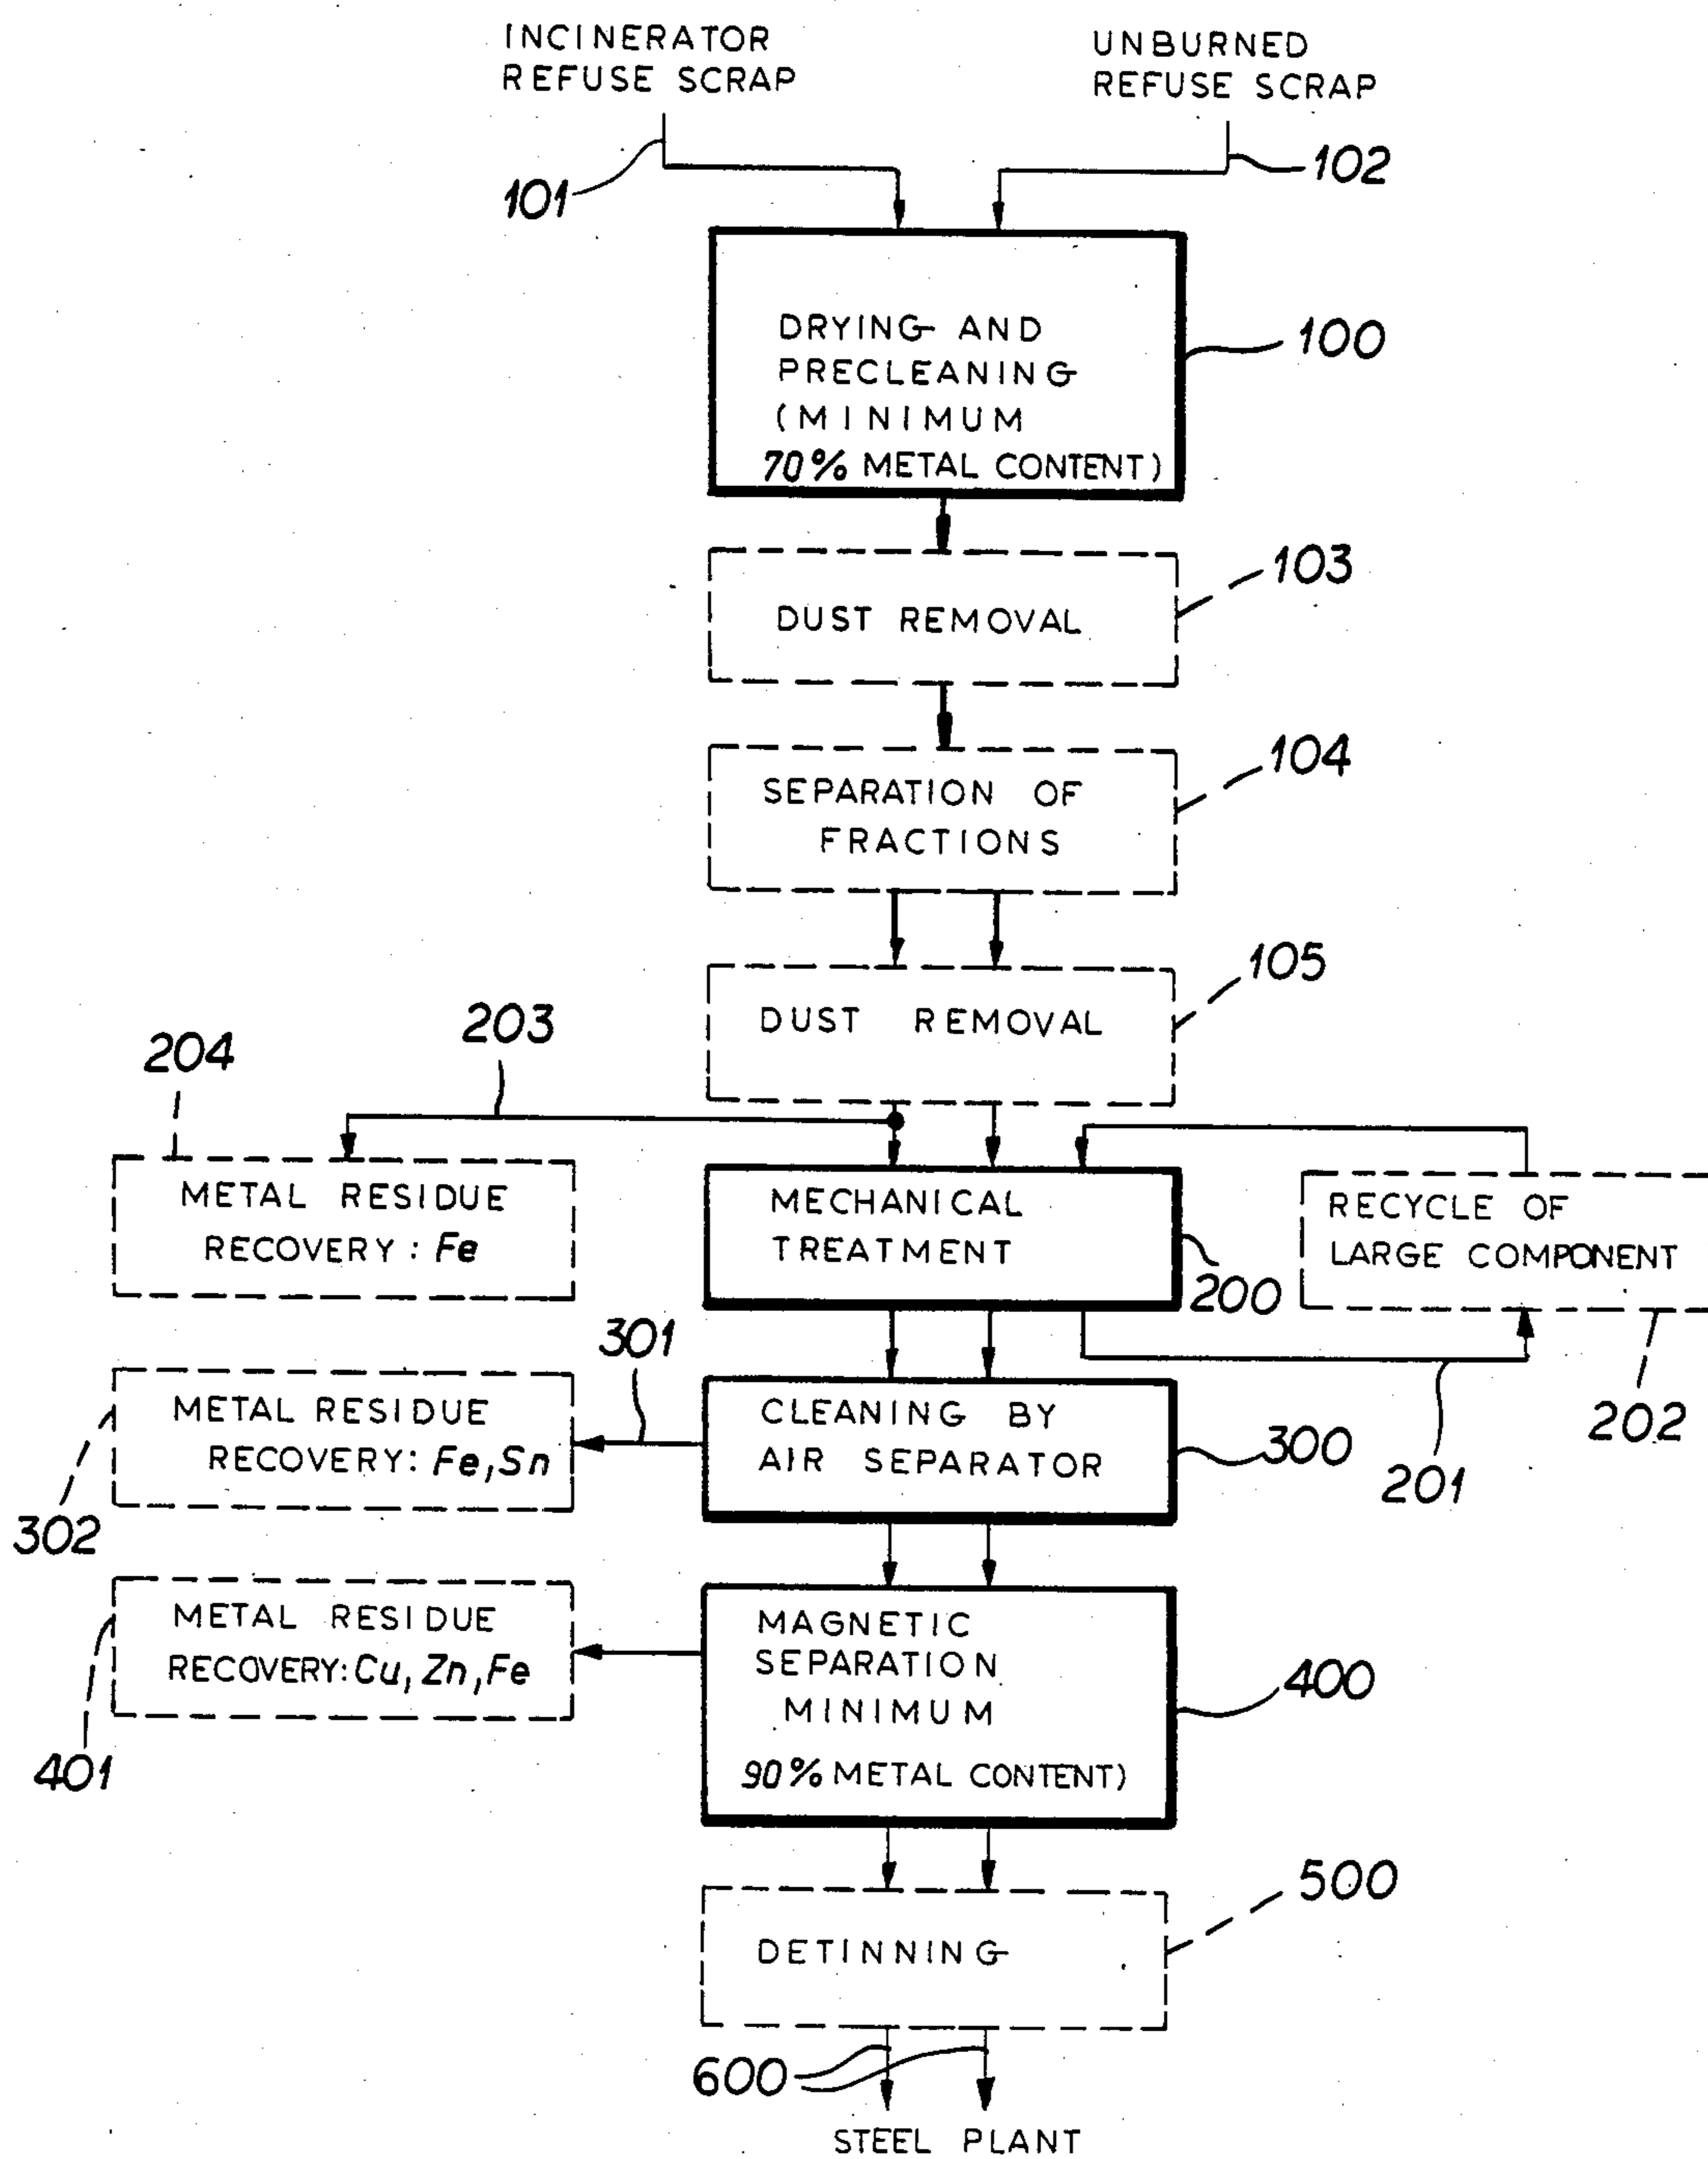 INCINERATOR
REFUSE SCRAP
UNBURNED
REFUSE SCRAP
101
102
DRYING AND
PRECLEANING
(MINIMUM
70% METAL CONTENT)
100
DUST REMOVAL
103
SEPARATION OF
FRACTIONS
104
DUST REMOVAL
105
203
204
METAL RESIDUE
RECOVERY: Fe
MECHANICAL
TREATMENT
200
RECYCLE OF
LARGE COMPONENT
201
202
301
METAL RESIDUE
RECOVERY: Fe, Sn
302
CLEANING BY
AIR SEPARATOR
300
METAL RESIDUE
RECOVERY: Cu, Zn, Fe
401
MAGNETIC
SEPARATION
MINIMUM
90% METAL CONTENT)
400
DETINNING
500
600
STEEL PLANT